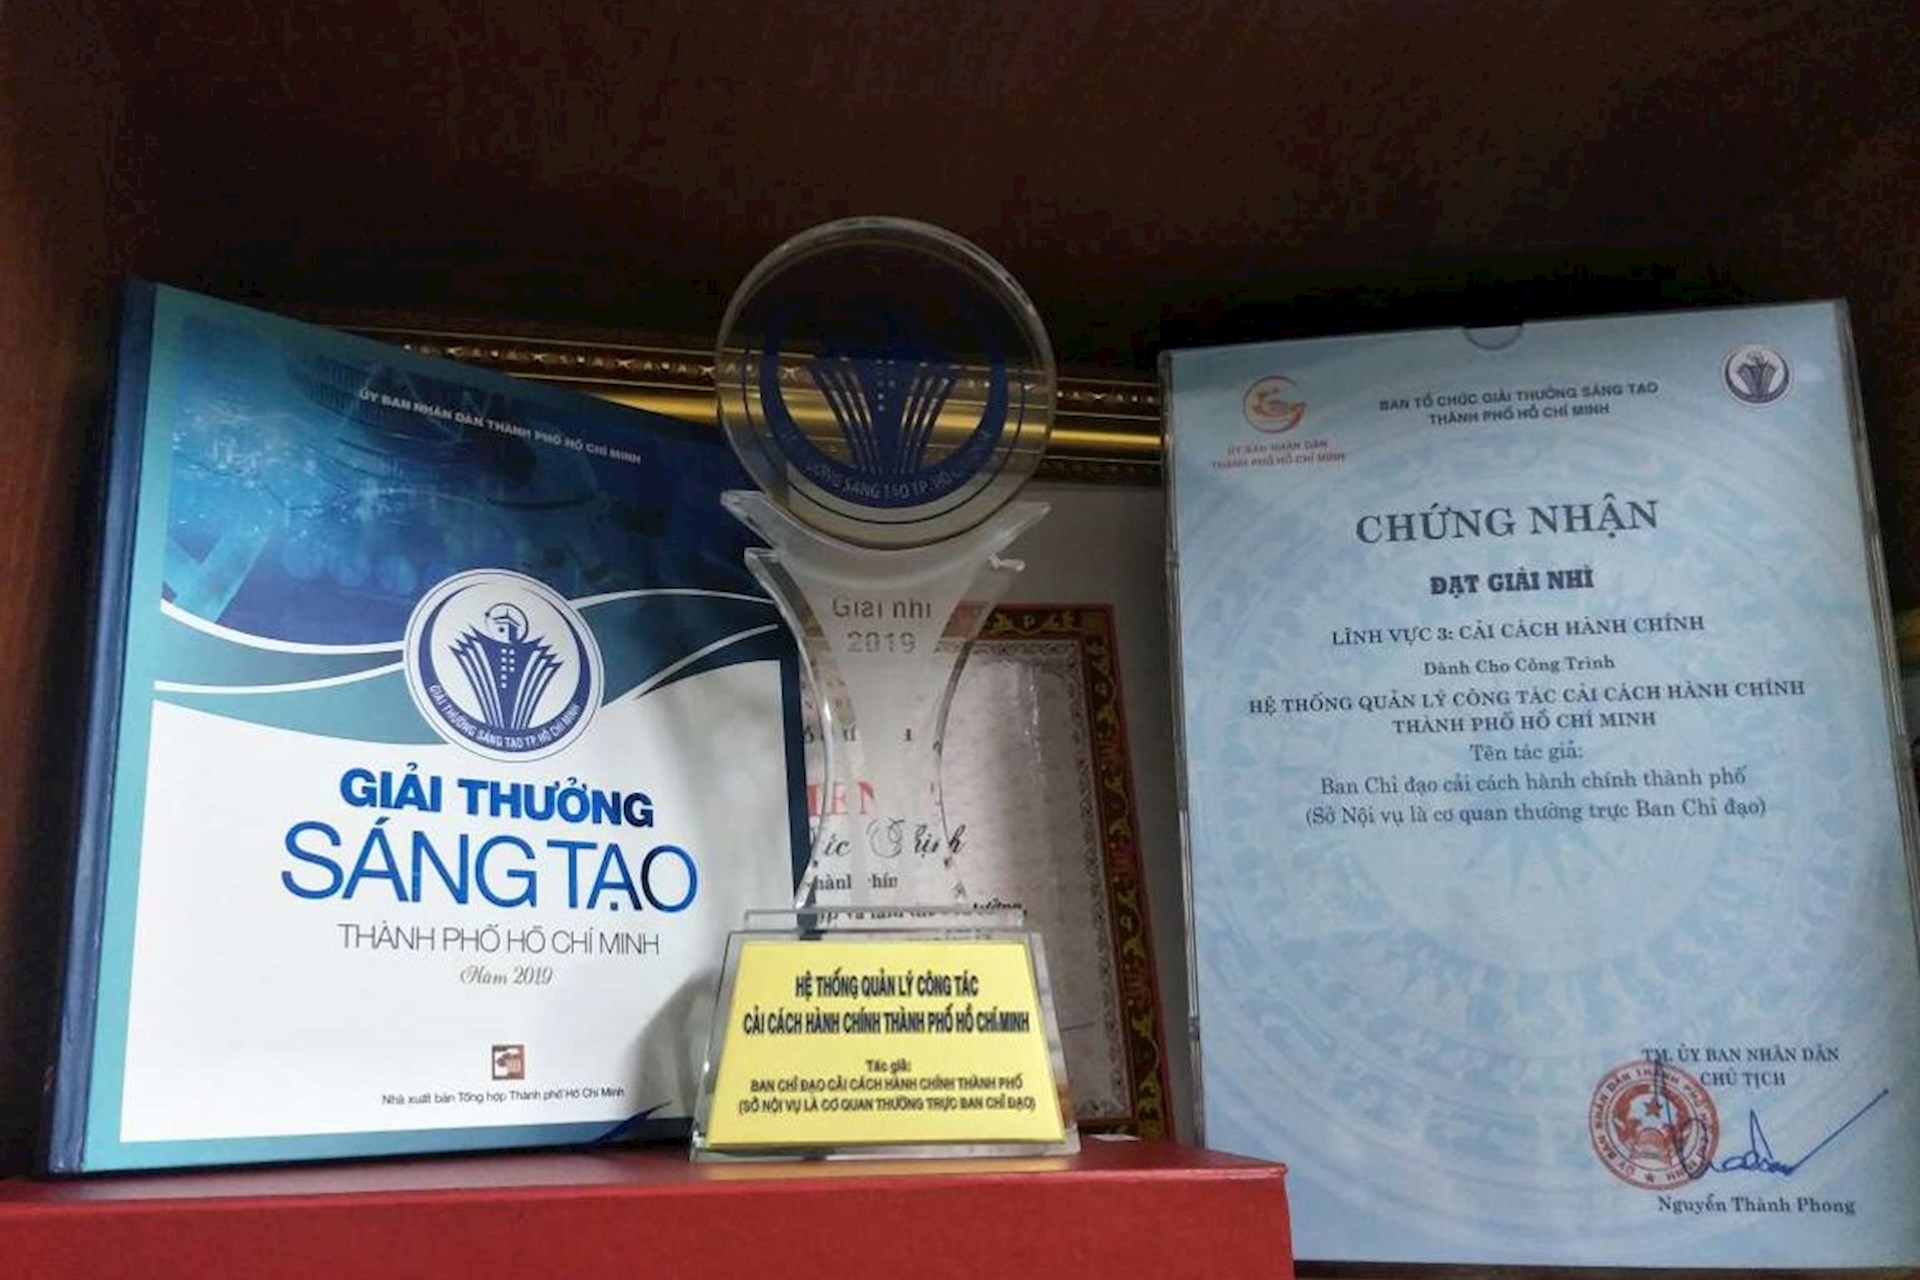 ỦY BAN NHÂN DÂN THÀNH PHỐ HỒ CHÍ MINH
GIẢI THƯỞNG SÁNG TẠO TP. HỒ CHÍ MINH
GIẢI THƯỞNG
SÁNG TẠO
THÀNH PHỐ HỒ CHÍ MINH
Năm 2019
Nhà xuất bản Tổng hợp Thành phố Hồ Chí Minh
SÁNG TẠO TP. HỒ
Giải nhì
2019
HỆ THỐNG QUẢN LÝ CÔNG TÁC
CẢI CÁCH HÀNH CHÍNH THÀNH PHỐ HỒ CHÍ MINH
Tác giả:
BAN CHỈ ĐẠO CẢI CÁCH HÀNH CHÍNH THÀNH PHỐ
(SỞ NỘI VỤ LÀ CƠ QUAN THƯỜNG TRỰC BAN CHỈ ĐẠO)
ỦY BAN NHÂN DÂN
THÀNH PHỐ HỒ CHÍ MINH
BAN TỔ CHỨC GIẢI THƯỞNG SÁNG TẠO
THÀNH PHỐ HỒ CHÍ MINH
CHỨNG NHẬN
ĐẠT GIẢI NHÌ
LĨNH VỰC 3: CẢI CÁCH HÀNH CHÍNH
Dành Cho Công Trình
HỆ THỐNG QUẢN LÝ CÔNG TÁC CẢI CÁCH HÀNH CHÍNH
THÀNH PHỐ HỒ CHÍ MINH
Tên tác giả:
Ban Chỉ đạo cải cách hành chính thành phố
(Sở Nội vụ là cơ quan thường trực Ban Chỉ đạo)
TM. ỦY BAN NHÂN DÂN
CHỦ TỊCH
Nguyễn Thành Phong